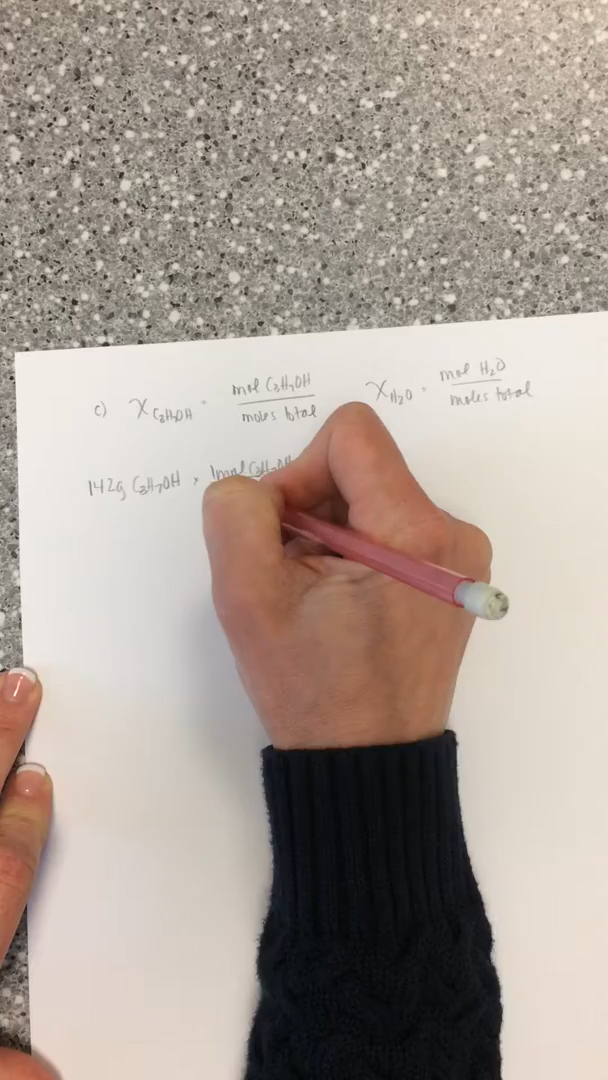 c) χ C₃H₇OH = mol C₃H₇OH / moles total χ H₂O = mol H₂O / moles total
142g C₃H₇OH × 1mol C₃H₇OH